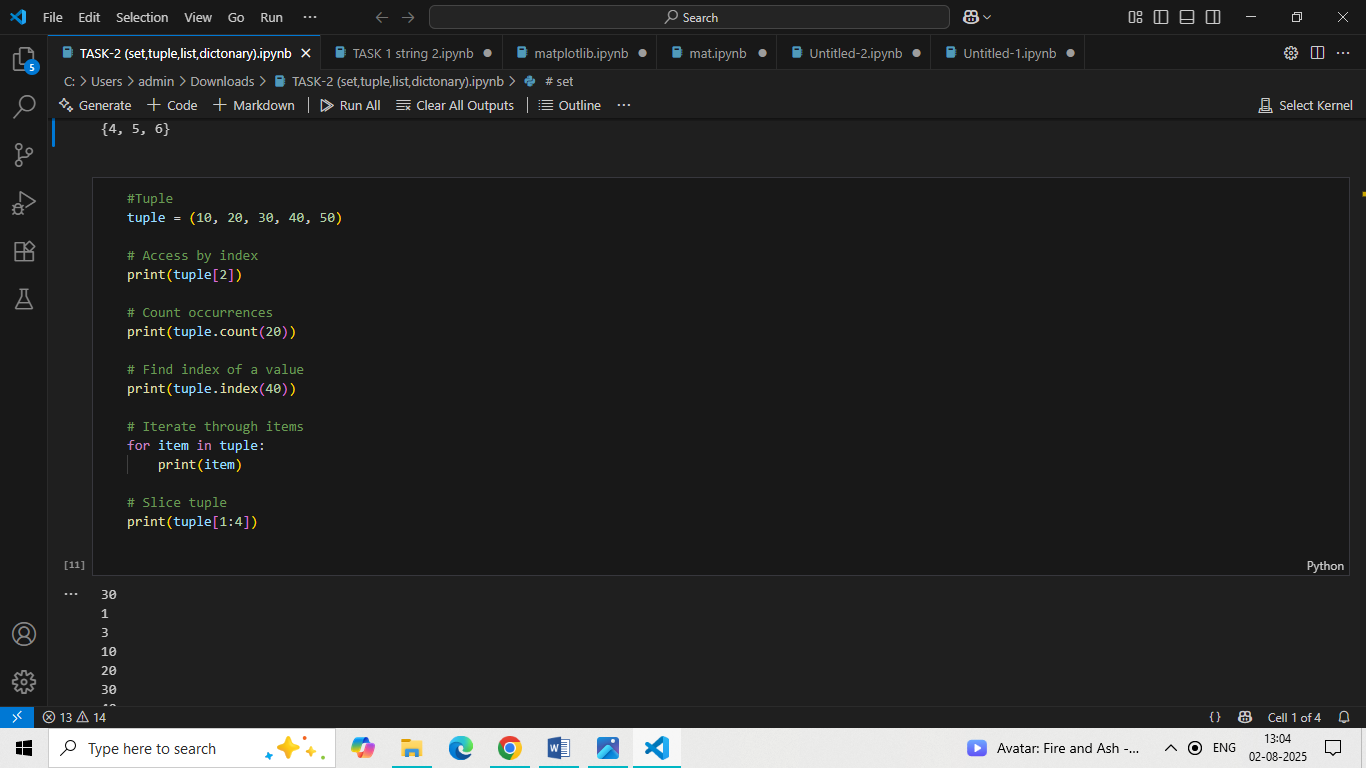 File Edit Selection View Go Run ··· Search
TASK-2 (set,tuple,list,dictonary).ipynb TASK 1 string 2.ipynb matplotlib.ipynb mat.ipynb Untitled-2.ipynb Untitled-1.ipynb
C: > Users > admin > Downloads > TASK-2 (set,tuple,list,dictonary).ipynb > # set
Generate + Code + Markdown Run All Clear All Outputs Outline ··· Select Kernel
5
{4, 5, 6}
#Tuple
tuple = (10, 20, 30, 40, 50)
# Access by index
print(tuple[2])
# Count occurrences
print(tuple.count(20))
# Find index of a value
print(tuple.index(40))
# Iterate through items
for item in tuple:
    print(item)
# Slice tuple
print(tuple[1:4])
[11] Python
··· 30
1
3
10
20
30
13 14 {} Cell 1 of 4
Type here to search Avatar: Fire and Ash -... ENG 13:04
02-08-2025